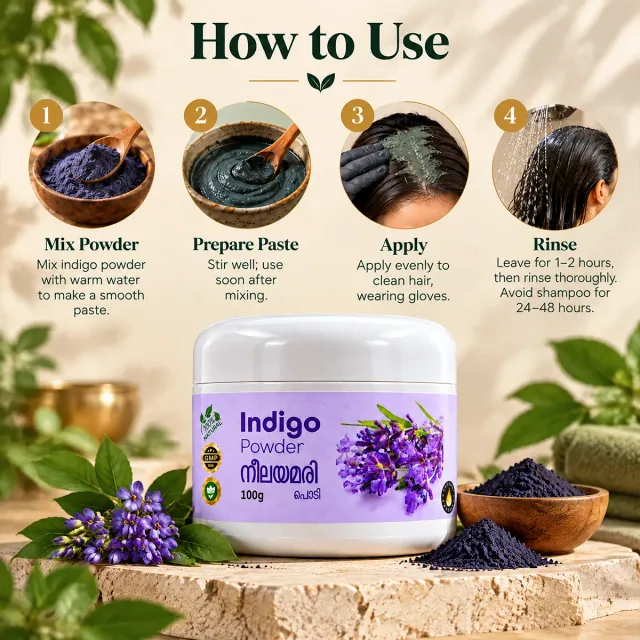 How to Use
1
Mix Powder
Mix indigo powder
with warm water
to make a smooth
paste.
2
Prepare Paste
Stir well; use
soon after
mixing.
3
Apply
Apply evenly to
clean hair,
wearing gloves.
4
Rinse
Leave for 1–2 hours,
then rinse thoroughly.
Avoid shampoo for
24–48 hours.
NATURAL
GMP
Indigo
Powder
നീലയമരി
100g
പൊടി